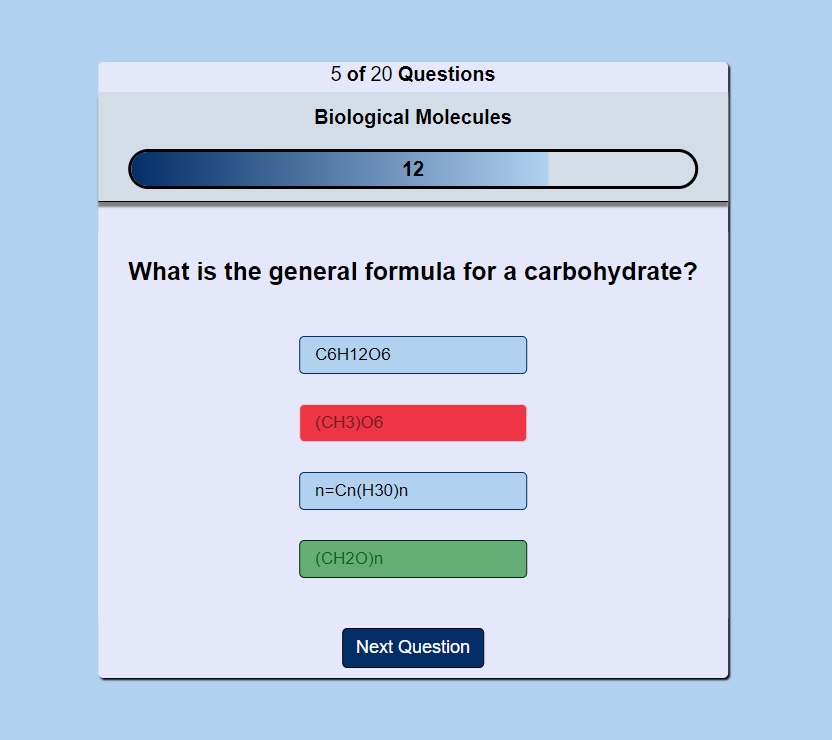 5 of 20 Questions
Biological Molecules
12
What is the general formula for a carbohydrate?
C6H12O6
(CH3)O6
n=Cn(H30)n
(CH2O)n
Next Question